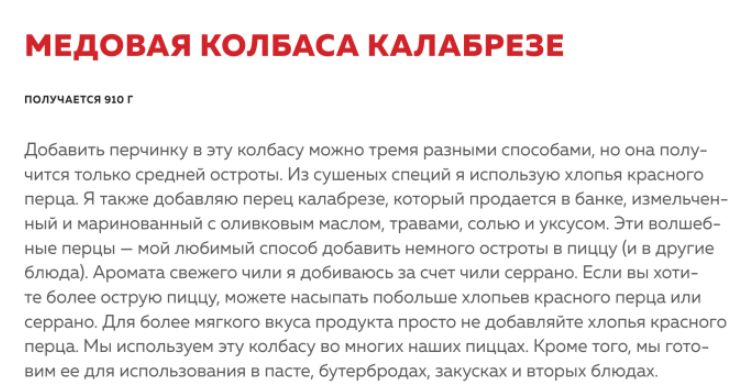 МЕДОВАЯ КОЛБАСА КАЛАБРЕЗЕ
ПОЛУЧАЕТСЯ 910 Г
Добавить перчинку в эту колбасу можно тремя разными способами, но она полу-
чится только средней остроты. Из сушеных специй я использую хлопья красного
перца. Я также добавляю перец калабрезе, который продается в банке, измельчен-
ный и маринованный с оливковым маслом, травами, солью и уксусом. Эти волшеб-
ные перцы — мой любимый способ добавить немного остроты в пиццу (и в другие
блюда). Аромата свежего чили я добиваюсь за счет чили серрано. Если вы хоти-
те более острую пиццу, можете насыпать побольше хлопьев красного перца или
серрано. Для более мягкого вкуса продукта просто не добавляйте хлопья красного
перца. Мы используем эту колбасу во многих наших пиццах. Кроме того, мы гото-
вим ее для использования в пасте, бутербродах, закусках и вторых блюдах.